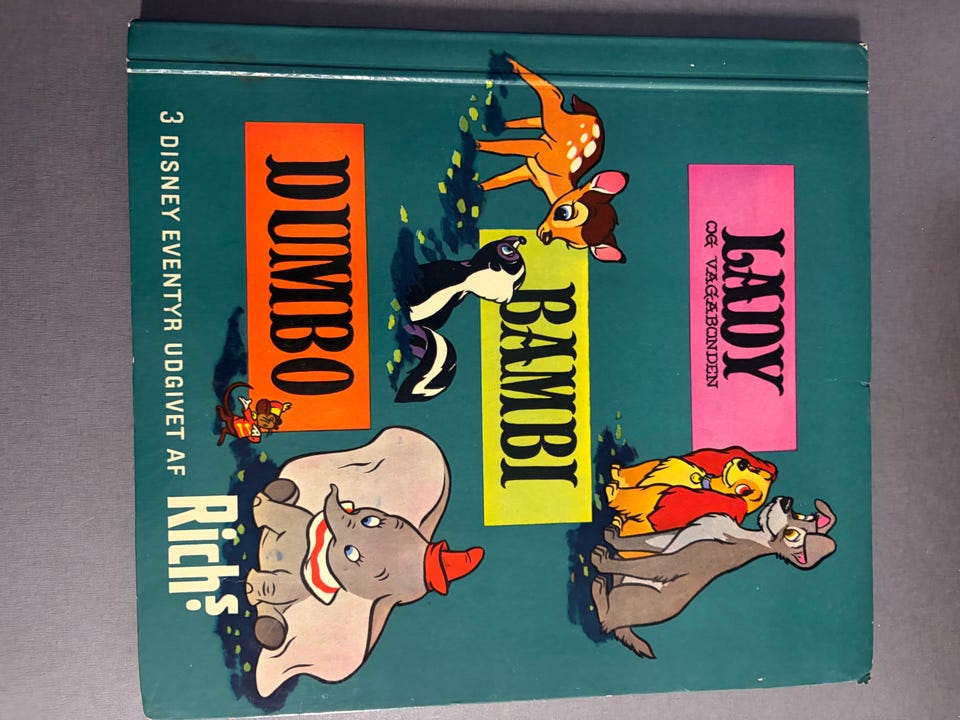 LADY
OG VAGABONDEN
BAMBI
DUMBO
3 DISNEY EVENTYR UDGIVET AF Rich's